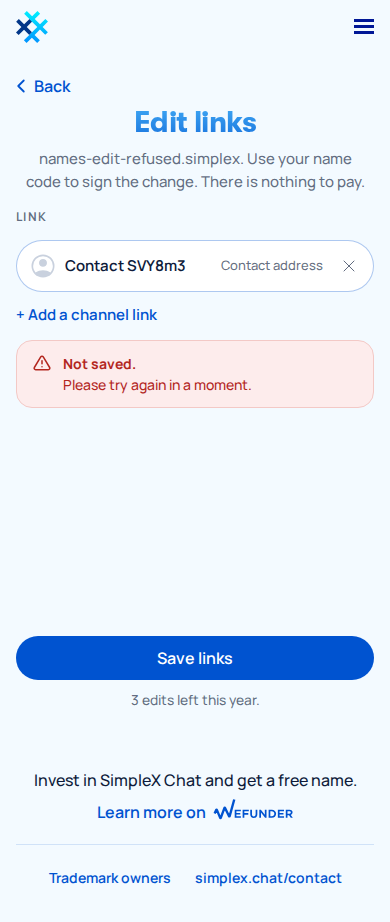 Back
Edit links
names-edit-refused.simplex. Use your name
code to sign the change. There is nothing to pay.
LINK
Contact SVY8m3 Contact address
+ Add a channel link
Not saved.
Please try again in a moment.
Save links
3 edits left this year.
Invest in SimpleX Chat and get a free name.
Learn more on WEFUNDER
Trademark owners simplex.chat/contact